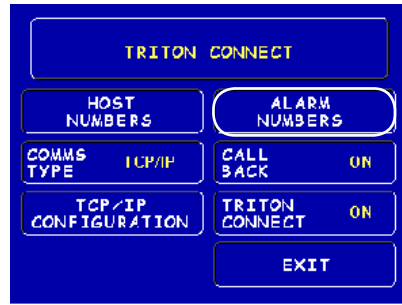 TRITON CONNECT
HOST
NUMBERS
ALARM
NUMBERS
COMMS
TYPE
TCP/IP
CALL
BACK
ON
TCP/IP
CONFIGURATION
TRITON
CONNECT
ON
EXIT